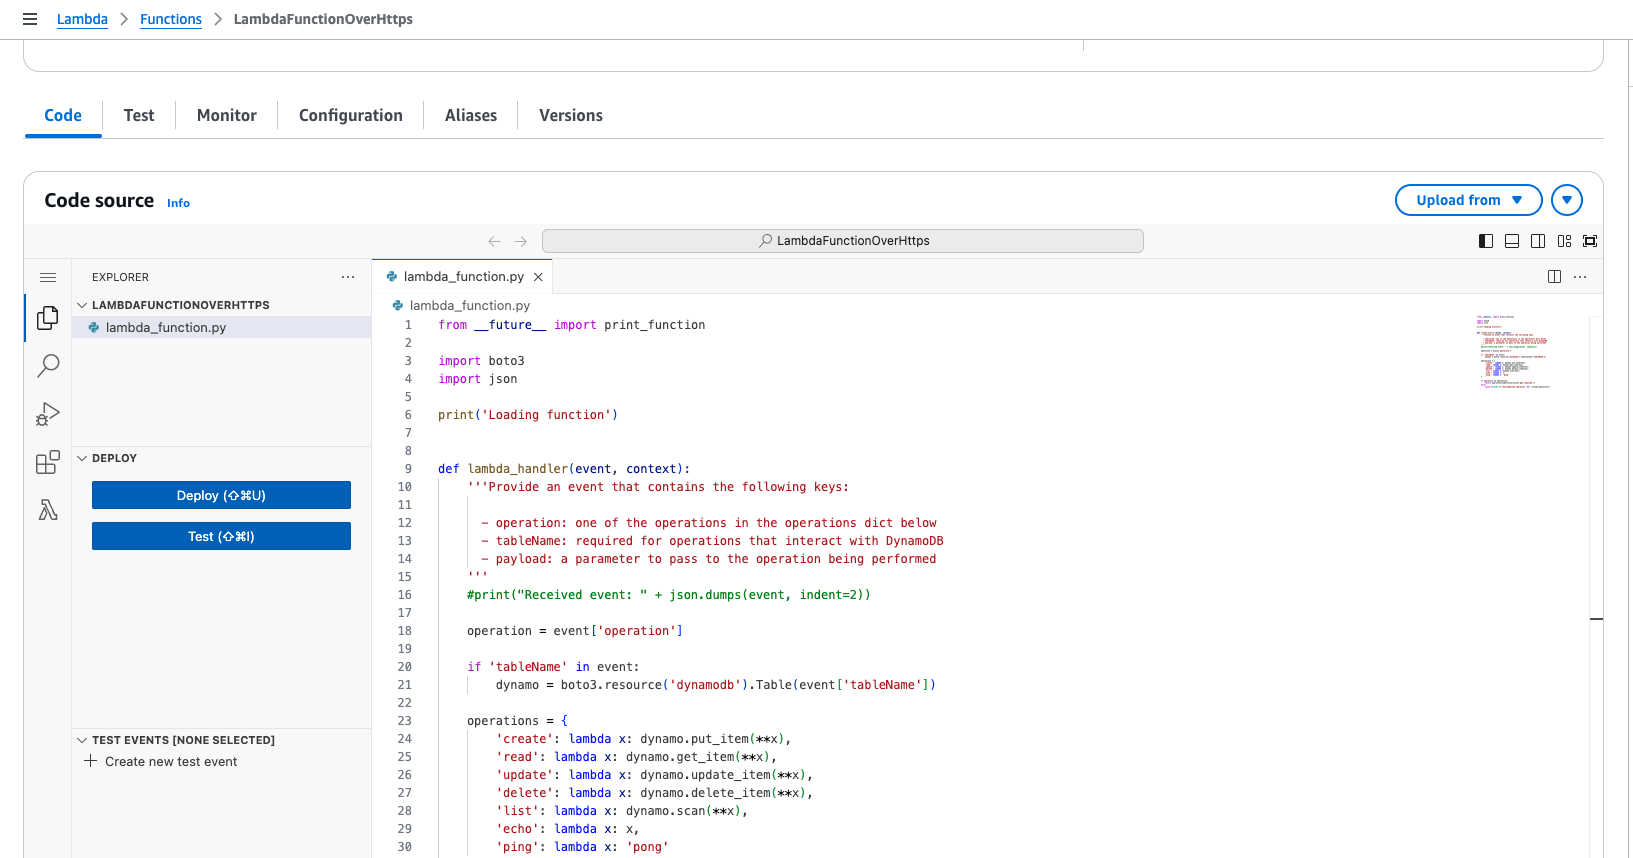 Lambda > Functions > LambdaFunctionOverHttps
Code
Test
Monitor
Configuration
Aliases
Versions
Code source Info
Upload from
LambdaFunctionOverHttps
EXPLORER
LAMBDAFUNCTIONOVERHTTPS
lambda_function.py
DEPLOY
Deploy (⇧⌘U)
Test (⇧⌘I)
TEST EVENTS [NONE SELECTED]
Create new test event
lambda_function.py
lambda_function.py
1 from __future__ import print_function
2
3 import boto3
4 import json
5
6 print('Loading function')
7
8
9 def lambda_handler(event, context):
10 '''Provide an event that contains the following keys:
11
12 - operation: one of the operations in the operations dict below
13 - tableName: required for operations that interact with DynamoDB
14 - payload: a parameter to pass to the operation being performed
15 '''
16 #print("Received event: " + json.dumps(event, indent=2))
17
18 operation = event['operation']
19
20 if 'tableName' in event:
21 dynamo = boto3.resource('dynamodb').Table(event['tableName'])
22
23 operations = {
24 'create': lambda x: dynamo.put_item(**x),
25 'read': lambda x: dynamo.get_item(**x),
26 'update': lambda x: dynamo.update_item(**x),
27 'delete': lambda x: dynamo.delete_item(**x),
28 'list': lambda x: dynamo.scan(**x),
29 'echo': lambda x: x,
30 'ping': lambda x: 'pong'